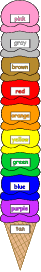 pink
gray
brown
red
orange
yellow
green
blue
purple
tan